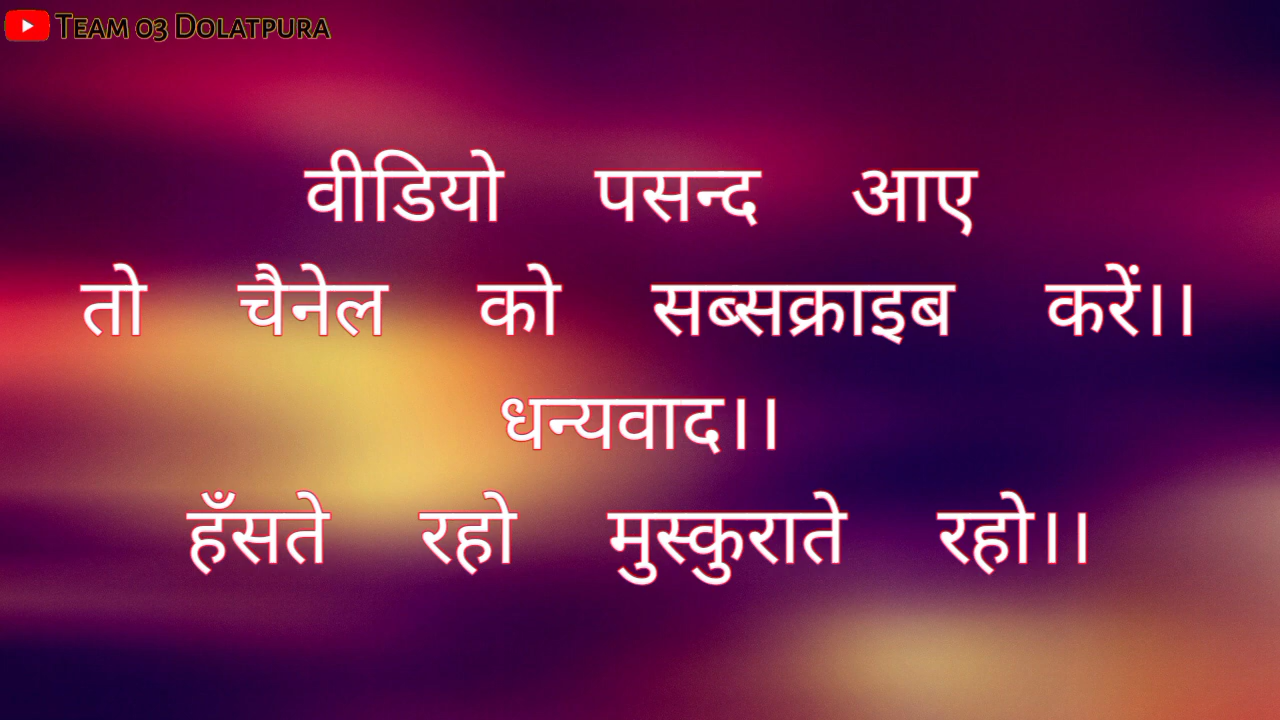 Team 03 Dolatpura
वीडियो पसन्द आए
तो चैनेल को सब्सक्राइब करें।।
धन्यवाद।।
हँसते रहो मुस्कुराते रहो।।